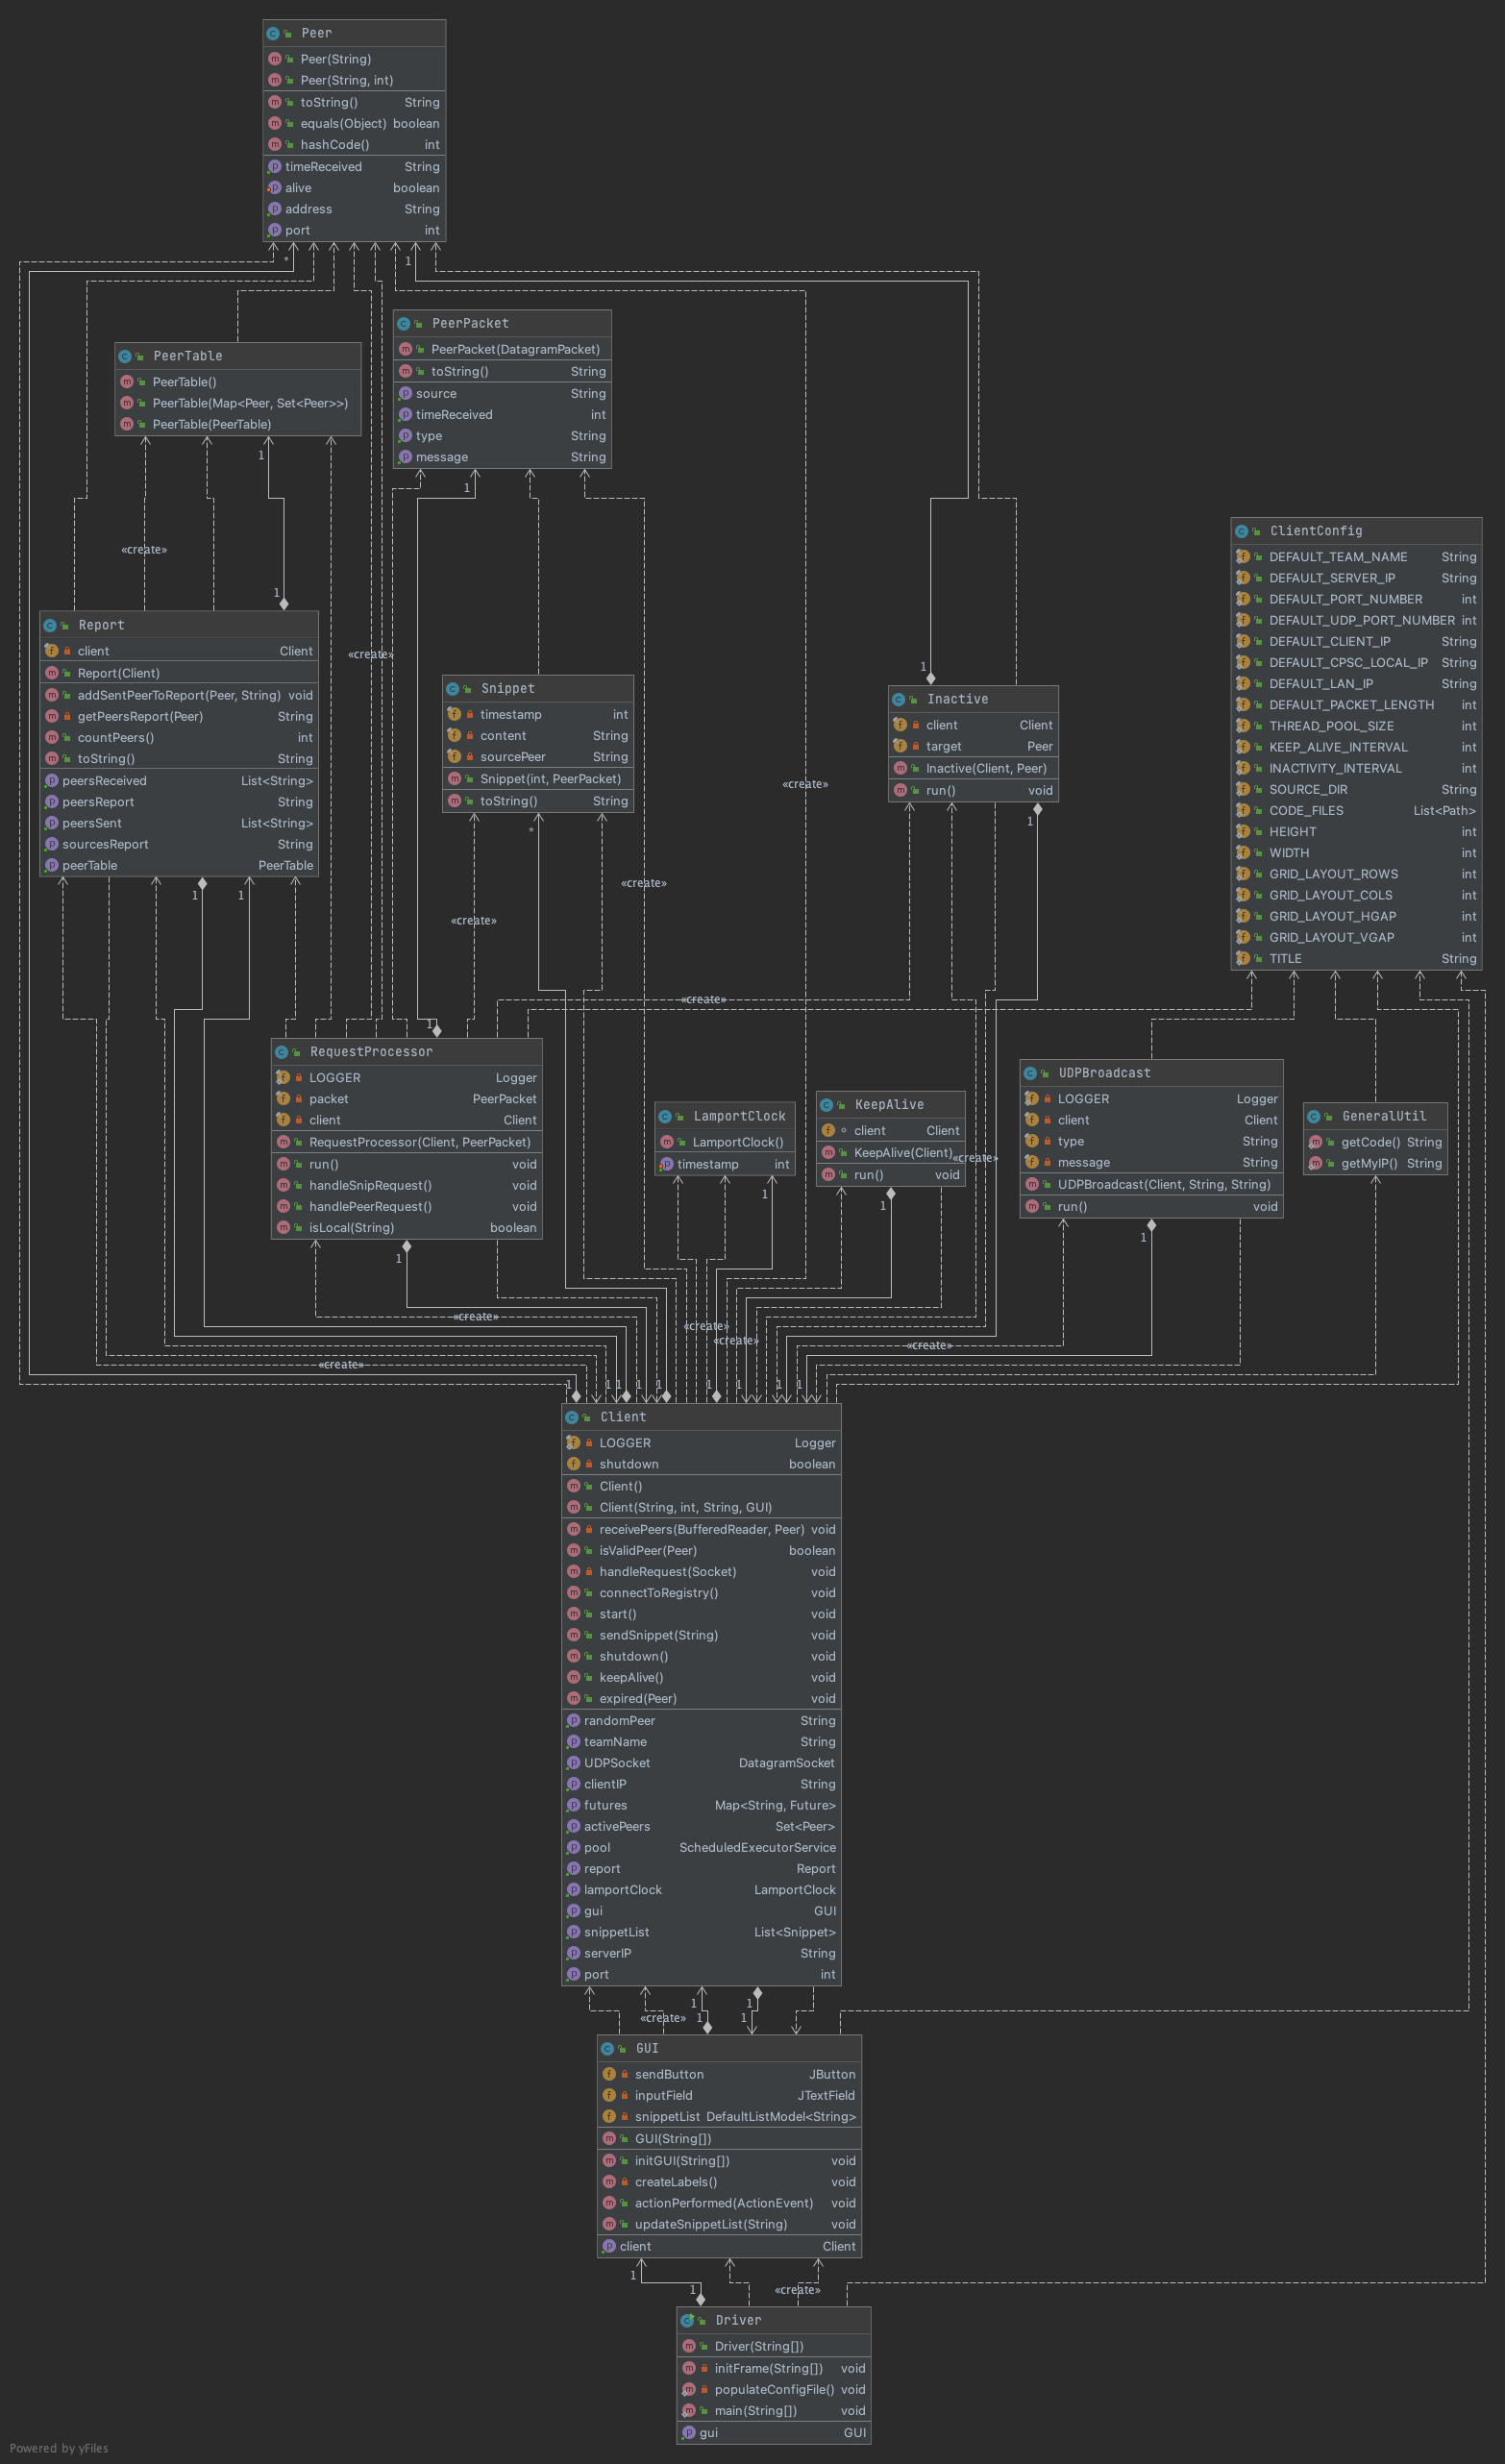 Peer
Peer(String)
Peer(String, int)
toString() String
equals(Object) boolean
hashCode() int
timeReceived String
alive boolean
address String
port int
*
1
PeerPacket
PeerPacket(DatagramPacket)
toString() String
source String
timeReceived int
type String
message String
PeerTable
PeerTable()
PeerTable(Map<Peer, Set<Peer>>)
PeerTable(PeerTable)
1
1
«create»
1
ClientConfig
DEFAULT_TEAM_NAME String
DEFAULT_SERVER_IP String
DEFAULT_PORT_NUMBER int
DEFAULT_UDP_PORT_NUMBER int
DEFAULT_CLIENT_IP String
DEFAULT_CPSC_LOCAL_IP String
DEFAULT_LAN_IP String
DEFAULT_PACKET_LENGTH int
THREAD_POOL_SIZE int
KEEP_ALIVE_INTERVAL int
INACTIVITY_INTERVAL int
SOURCE_DIR String
CODE_FILES List<Path>
HEIGHT int
WIDTH int
GRID_LAYOUT_ROWS int
GRID_LAYOUT_COLS int
GRID_LAYOUT_HGAP int
GRID_LAYOUT_VGAP int
TITLE String
Report
client Client
Report(Client)
addSentPeerToReport(Peer, String) void
getPeersReport(Peer) String
countPeers() int
toString() String
peersReceived List<String>
peersReport String
peersSent List<String>
sourcesReport String
peerTable PeerTable
«create»
1
Snippet
timestamp int
content String
sourcePeer String
Snippet(int, PeerPacket)
toString() String
Inactive
client Client
target Peer
Inactive(Client, Peer)
run() void
«create»
1
*
«create»
1
1
«create»
«create»
1
RequestProcessor
LOGGER Logger
packet PeerPacket
client Client
RequestProcessor(Client, PeerPacket)
run() void
handleSnipRequest() void
handlePeerRequest() void
isLocal(String) boolean
LamportClock
LamportClock()
timestamp int
KeepAlive
client Client
KeepAlive(Client)
run() void
«create»
UDPBroadcast
LOGGER Logger
client Client
type String
message String
UDPBroadcast(Client, String, String)
run() void
GeneralUtil
getCode() String
getMyIP() String
1
1
1
1
«create»
«create»
«create»
«create»
«create»
1
1
1
1
1
1
1
1
1
Client
LOGGER Logger
shutdown boolean
Client()
Client(String, int, String, GUI)
receivePeers(BufferedReader, Peer) void
isValidPeer(Peer) boolean
handleRequest(Socket) void
connectToRegistry() void
start() void
sendSnippet(String) void
shutdown() void
keepAlive() void
expired(Peer) void
randomPeer String
teamName String
UDPSocket DatagramSocket
clientIP String
futures Map<String, Future>
activePeers Set<Peer>
pool ScheduledExecutorService
report Report
lamportClock LamportClock
gui GUI
snippetList List<Snippet>
serverIP String
port int
1
1
«create»
1
1
GUI
sendButton JButton
inputField JTextField
snippetList DefaultListModel<String>
GUI(String[])
initGUI(String[]) void
createLabels() void
actionPerformed(ActionEvent) void
updateSnippetList(String) void
client Client
1
1
«create»
Driver
Driver(String[])
initFrame(String[]) void
populateConfigFile() void
main(String[]) void
gui GUI
Powered by yFiles